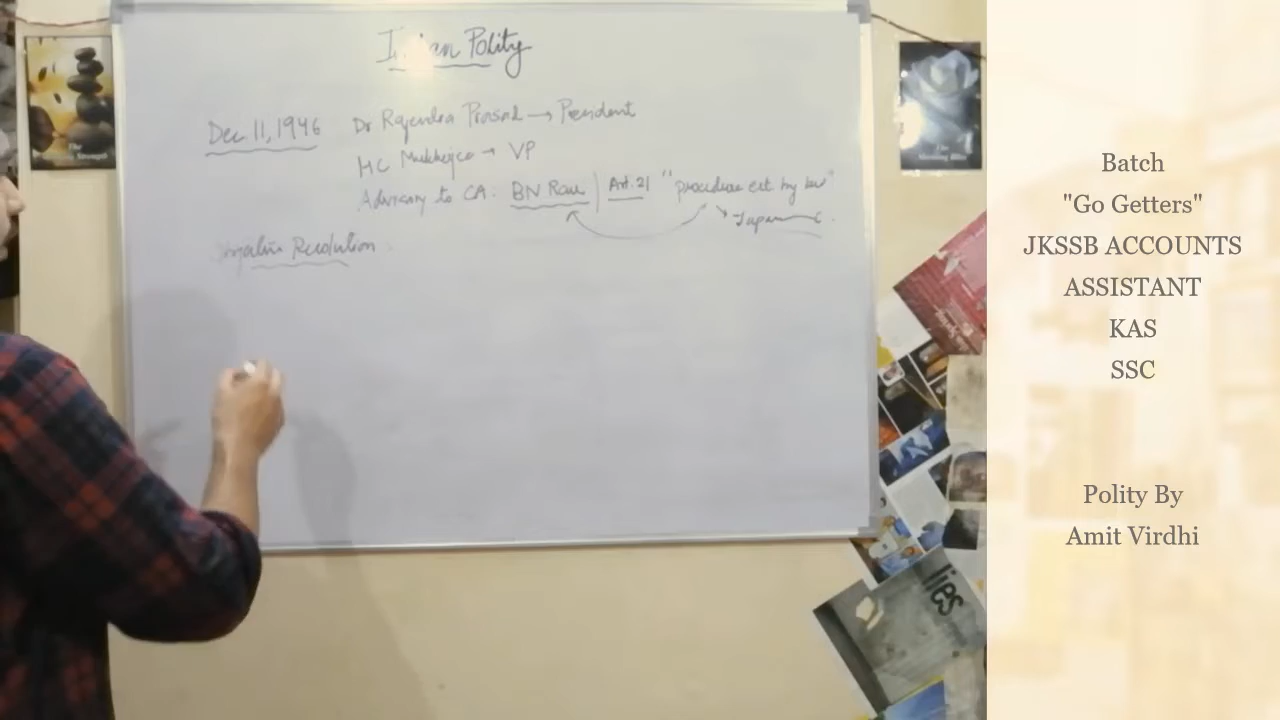 Indian Polity
Dec 11, 1946 Dr Rajendra Prasad → President
HC Mukherjee → VP
Advisory to CA: BN Rau | Art. 21 "procedure est. by law"
Japan
Resolution
Batch
"Go Getters"
JKSSB ACCOUNTS
ASSISTANT
KAS
SSC
Polity By
Amit Virdhi
lies